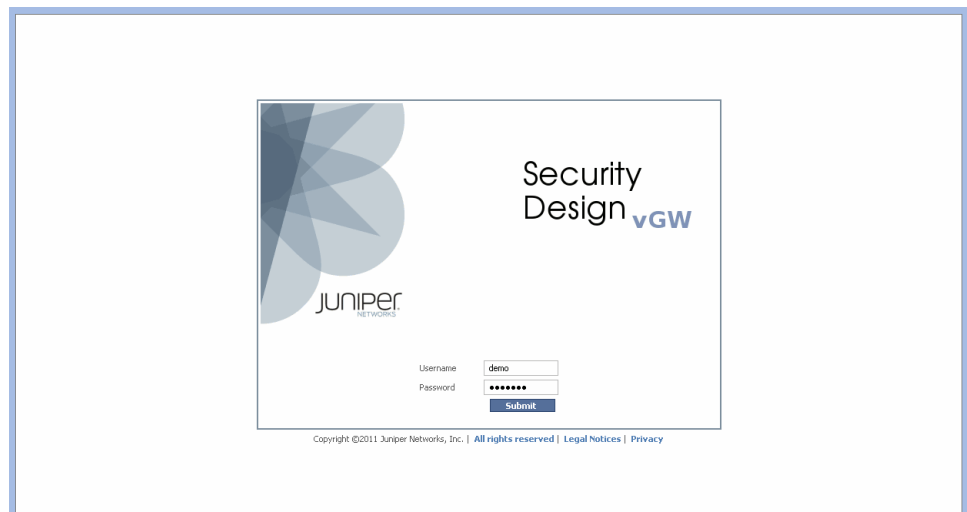 Security
Design vGW
JUNIPER
NETWORKS
Username demo
Password •••••••
Submit
Copyright ©2011 Juniper Networks, Inc. | All rights reserved | Legal Notices | Privacy